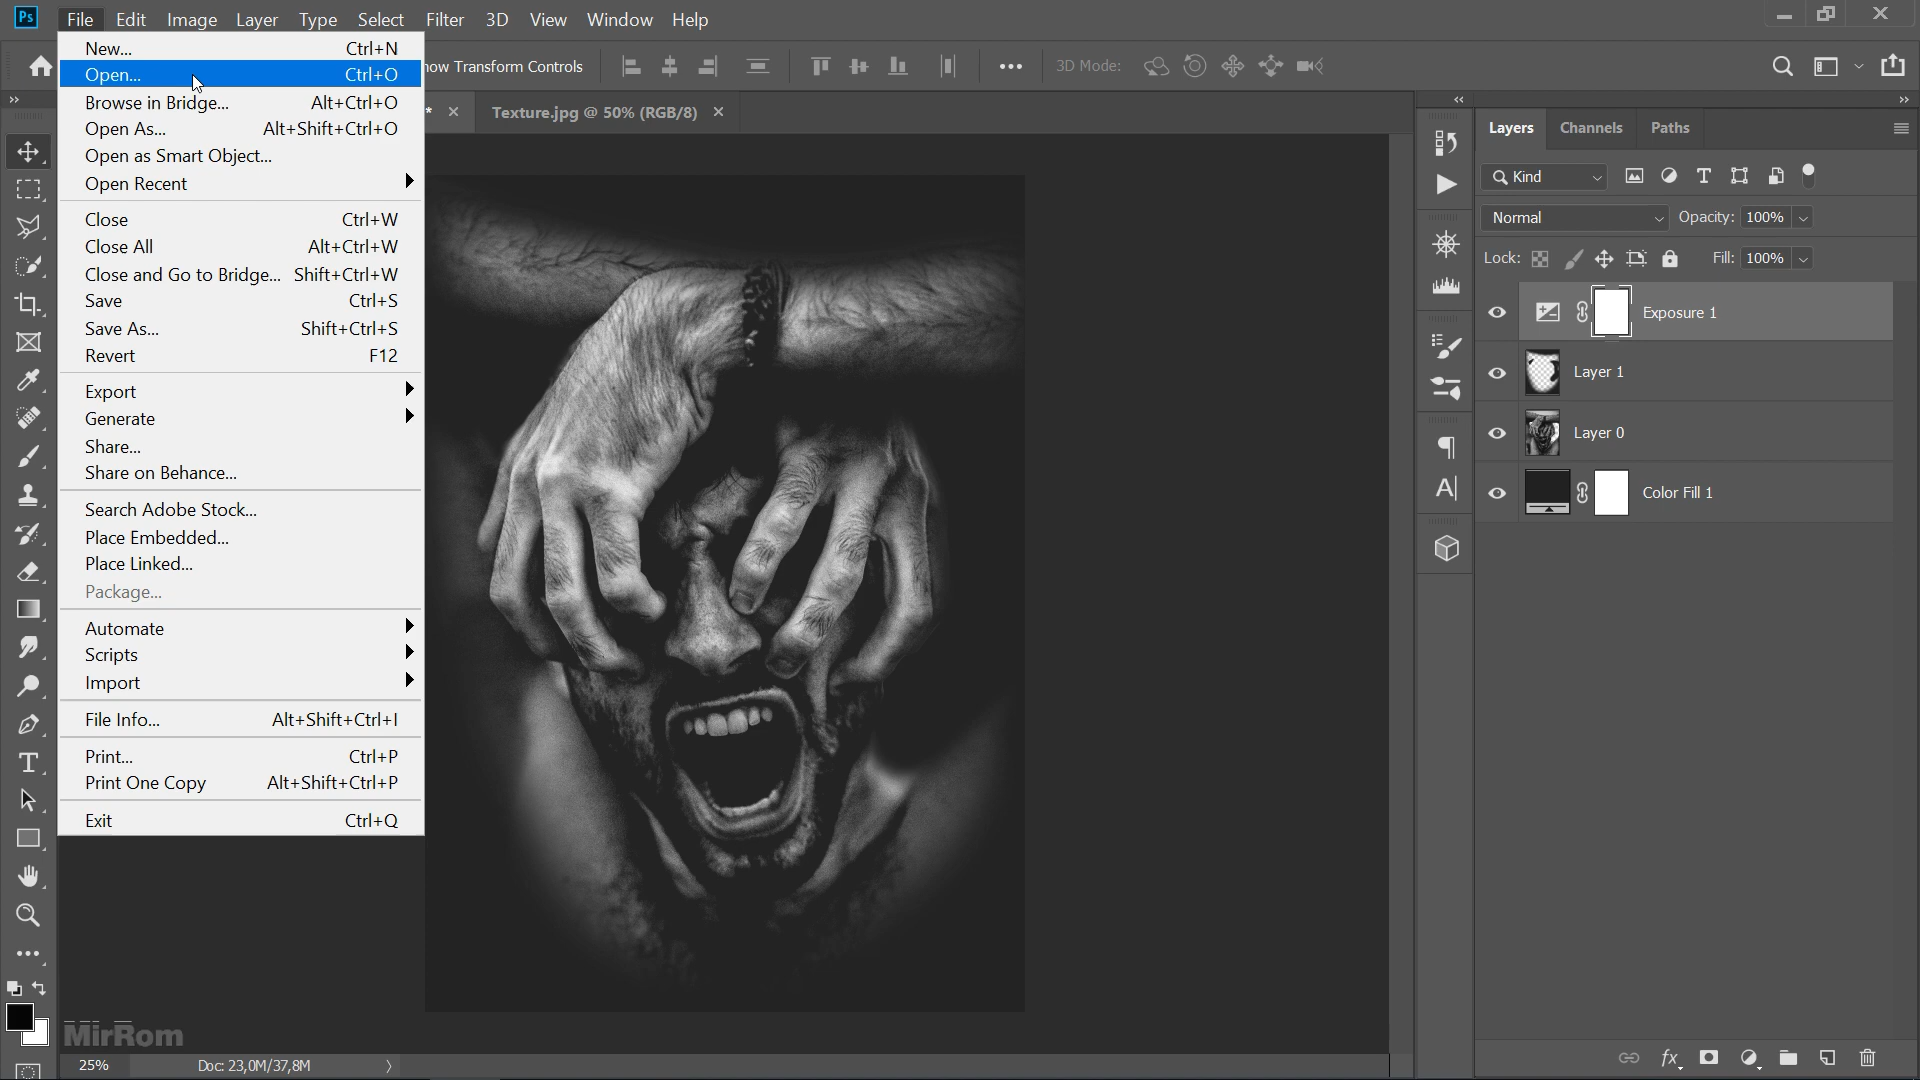 Ps
File Edit Image Layer Type Select Filter 3D View Window Help
Show Transform Controls
3D Mode:
Texture.jpg @ 50% (RGB/8)
New... Ctrl+N
Open... Ctrl+O
Browse in Bridge... Alt+Ctrl+O
Open As... Alt+Shift+Ctrl+O
Open as Smart Object...
Open Recent
Close Ctrl+W
Close All Alt+Ctrl+W
Close and Go to Bridge... Shift+Ctrl+W
Save Ctrl+S
Save As... Shift+Ctrl+S
Revert F12
Export
Generate
Share...
Share on Behance...
Search Adobe Stock...
Place Embedded...
Place Linked...
Package...
Automate
Scripts
Import
File Info... Alt+Shift+Ctrl+I
Print... Ctrl+P
Print One Copy Alt+Shift+Ctrl+P
Exit Ctrl+Q
Layers Channels Paths
Kind
Normal Opacity: 100%
Lock: Fill: 100%
Exposure 1
Layer 1
Layer 0
Color Fill 1
MirRom
25% Doc: 23,0M/37,8M
fx